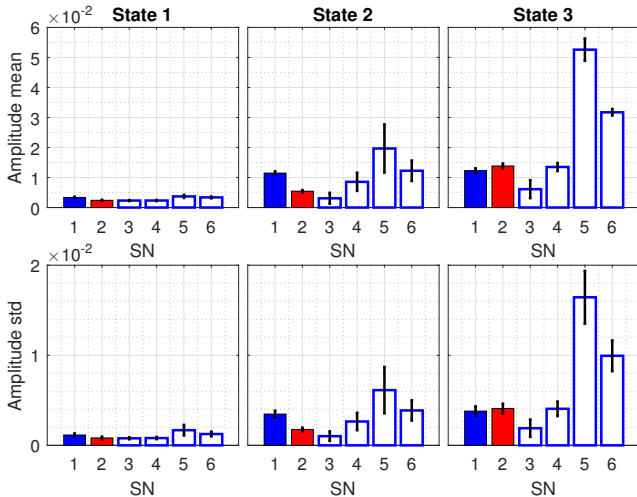 ×10⁻² State 1 State 2 State 3
Amplitude mean
6
5
4
3
2
1
0
1 2 3 4 5 6 1 2 3 4 5 6 1 2 3 4 5 6
SN SN SN
×10⁻²
Amplitude std
2
1
0
1 2 3 4 5 6 1 2 3 4 5 6 1 2 3 4 5 6
SN SN SN